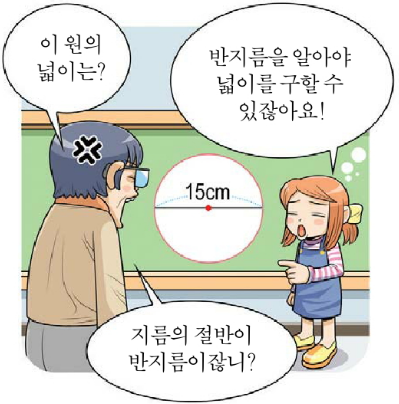 이 원의
넓이는?
반지름을 알아야
넓이를 구할 수
있잖아요!
15cm
지름의 절반이
반지름이잖니?